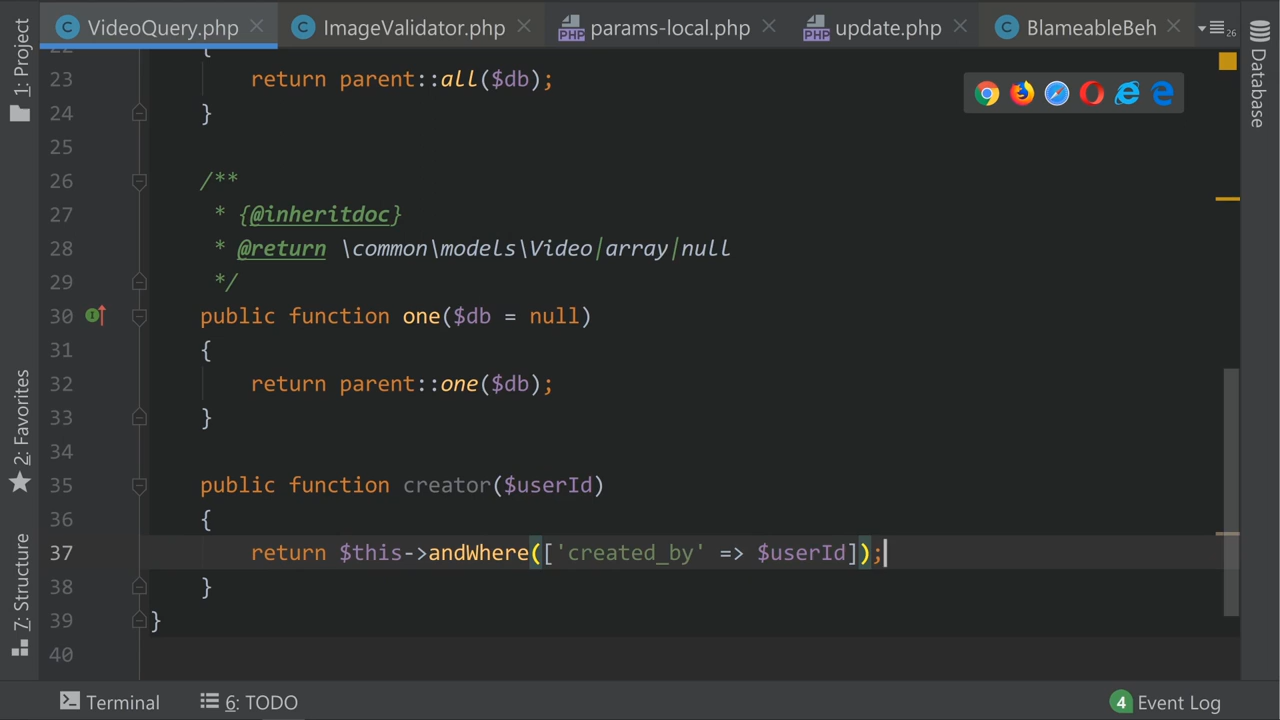 VideoQuery.php ImageValidator.php params-local.php update.php BlameableBeh 26
PHP PHP
1: Project
2: Favorites
7: Structure
Database
23 return parent::all($db);
24 }
25
26 /**
27 * {@inheritdoc}
28 * @return \common\models\Video|array|null
29 */
30 public function one($db = null)
31 {
32 return parent::one($db);
33 }
34
35 public function creator($userId)
36 {
37 return $this->andWhere(['created_by' => $userId]);
38 }
39 }
40
Terminal 6: TODO 4 Event Log